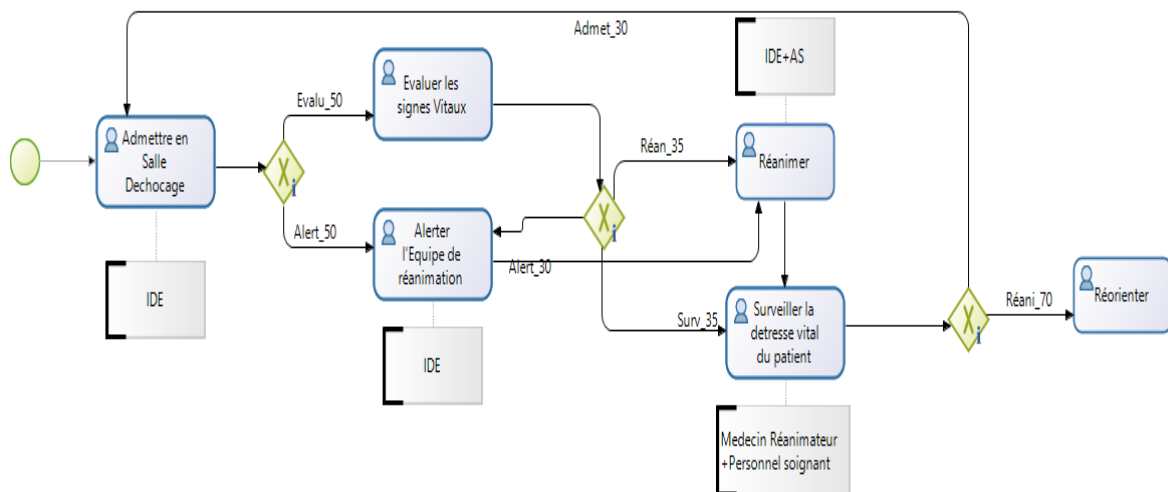 Admet_30
IDE+AS
Evaluer les
signes Vitaux
Evalu_50
Admettre en
Salle
Dechocage
Réan_35
Réanimer
Alert_50
Alerter
l'Equipe de
réanimation
Alert_30
IDE
Surv_35
Surveiller la
detresse vital
du patient
Réani_70
Réorienter
IDE
Medecin Réanimateur
+Personnel soignant